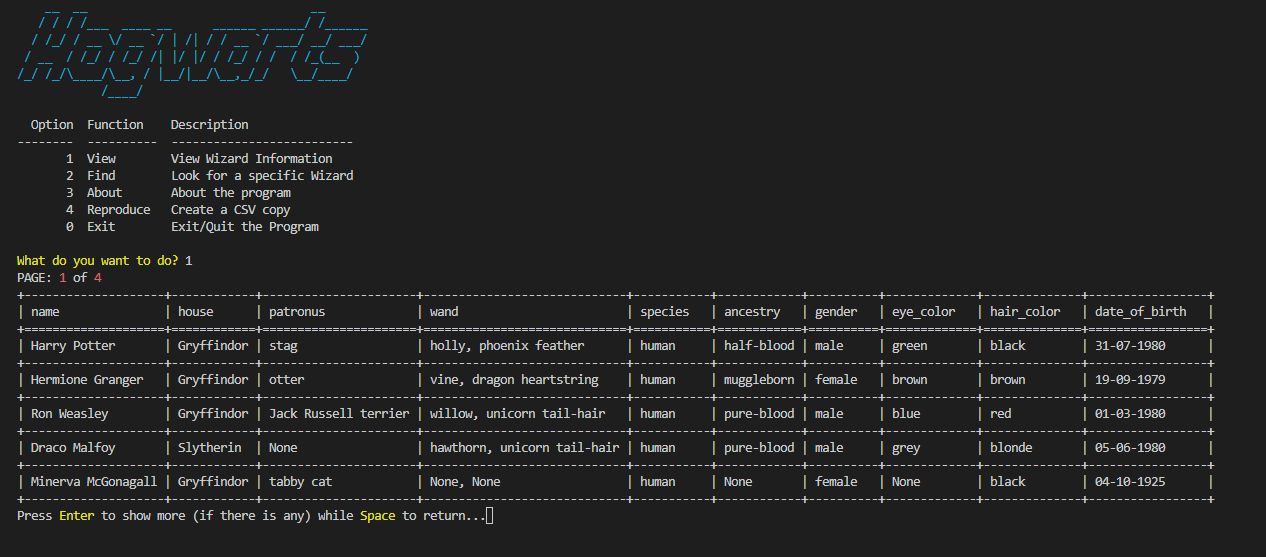 Hogwarts
Option Function Description
-------- ---------- --------------------------
1 View View Wizard Information
2 Find Look for a specific Wizard
3 About About the program
4 Reproduce Create a CSV copy
0 Exit Exit/Quit the Program
What do you want to do? 1
PAGE: 1 of 4
| name | house | patronus | wand | species | ancestry | gender | eye_color | hair_color | date_of_birth |
| Harry Potter | Gryffindor | stag | holly, phoenix feather | human | half-blood | male | green | black | 31-07-1980 |
| Hermione Granger | Gryffindor | otter | vine, dragon heartstring | human | muggleborn | female | brown | brown | 19-09-1979 |
| Ron Weasley | Gryffindor | Jack Russell terrier | willow, unicorn tail-hair | human | pure-blood | male | blue | red | 01-03-1980 |
| Draco Malfoy | Slytherin | None | hawthorn, unicorn tail-hair | human | pure-blood | male | grey | blonde | 05-06-1980 |
| Minerva McGonagall | Gryffindor | tabby cat | None, None | human | None | female | None | black | 04-10-1925 |
Press Enter to show more (if there is any) while Space to return...